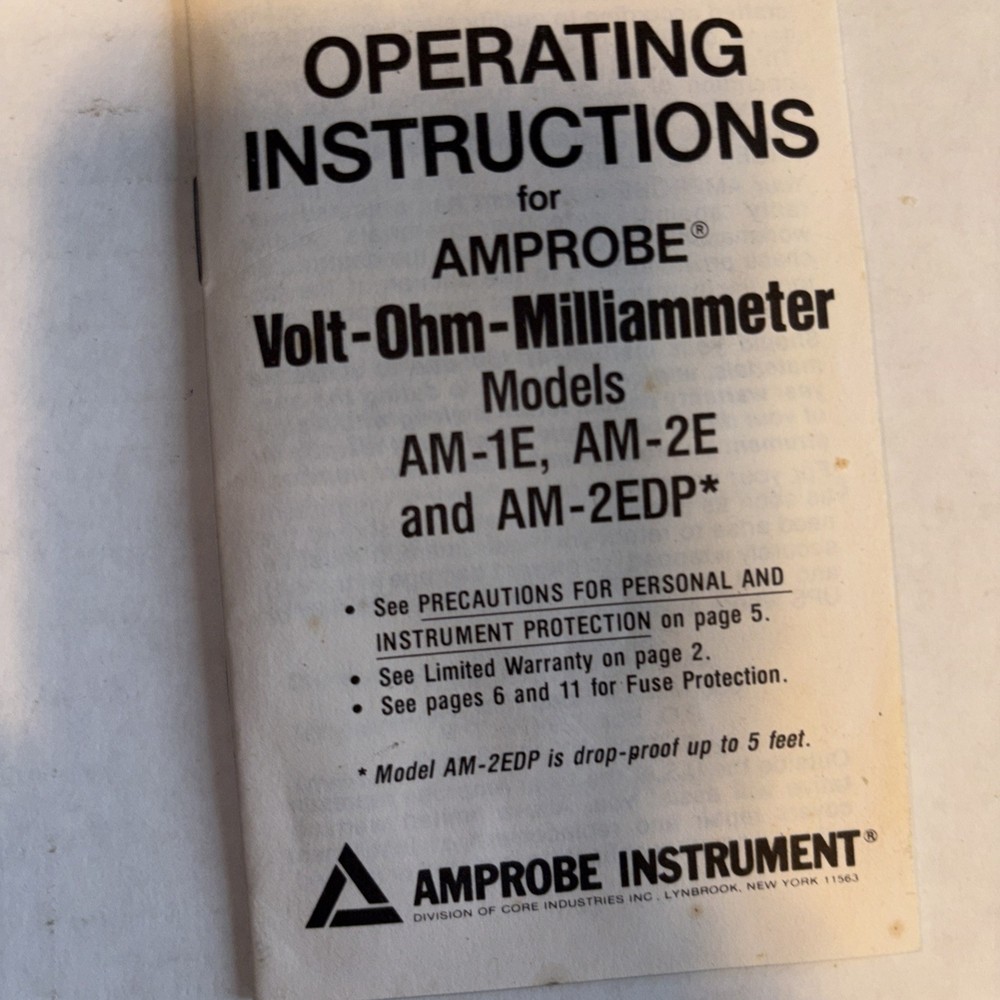 OPERATING
INSTRUCTIONS
for
AMPROBE®
Volt-Ohm-Milliammeter
Models
AM-1E, AM-2E
and AM-2EDP*
• See PRECAUTIONS FOR PERSONAL AND
INSTRUMENT PROTECTION on page 5.
• See Limited Warranty on page 2.
• See pages 6 and 11 for Fuse Protection.
* Model AM-2EDP is drop-proof up to 5 feet.
AMPROBE INSTRUMENT®
DIVISION OF CORE INDUSTRIES INC., LYNBROOK, NEW YORK 11563